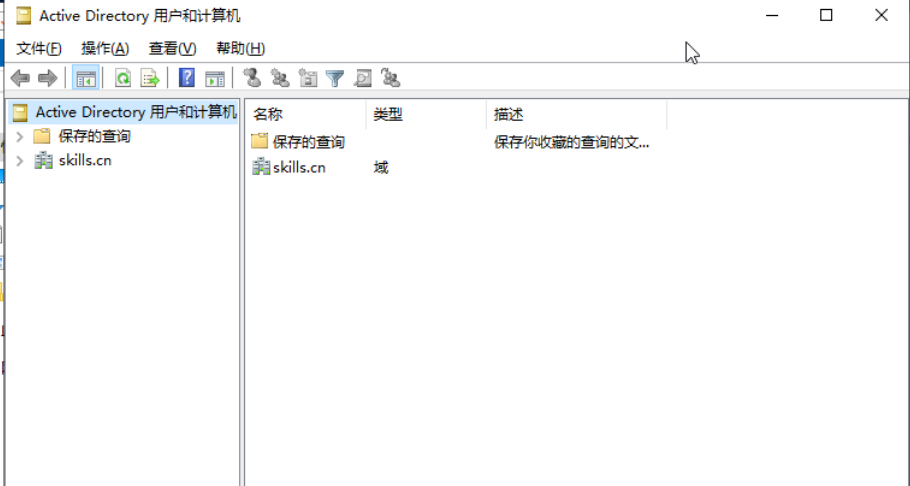 Active Directory 用户和计算机
文件(F) 操作(A) 查看(V) 帮助(H)
Active Directory 用户和计算机
保存的查询
skills.cn
名称 类型 描述
保存的查询 保存你收藏的查询的文...
skills.cn 域